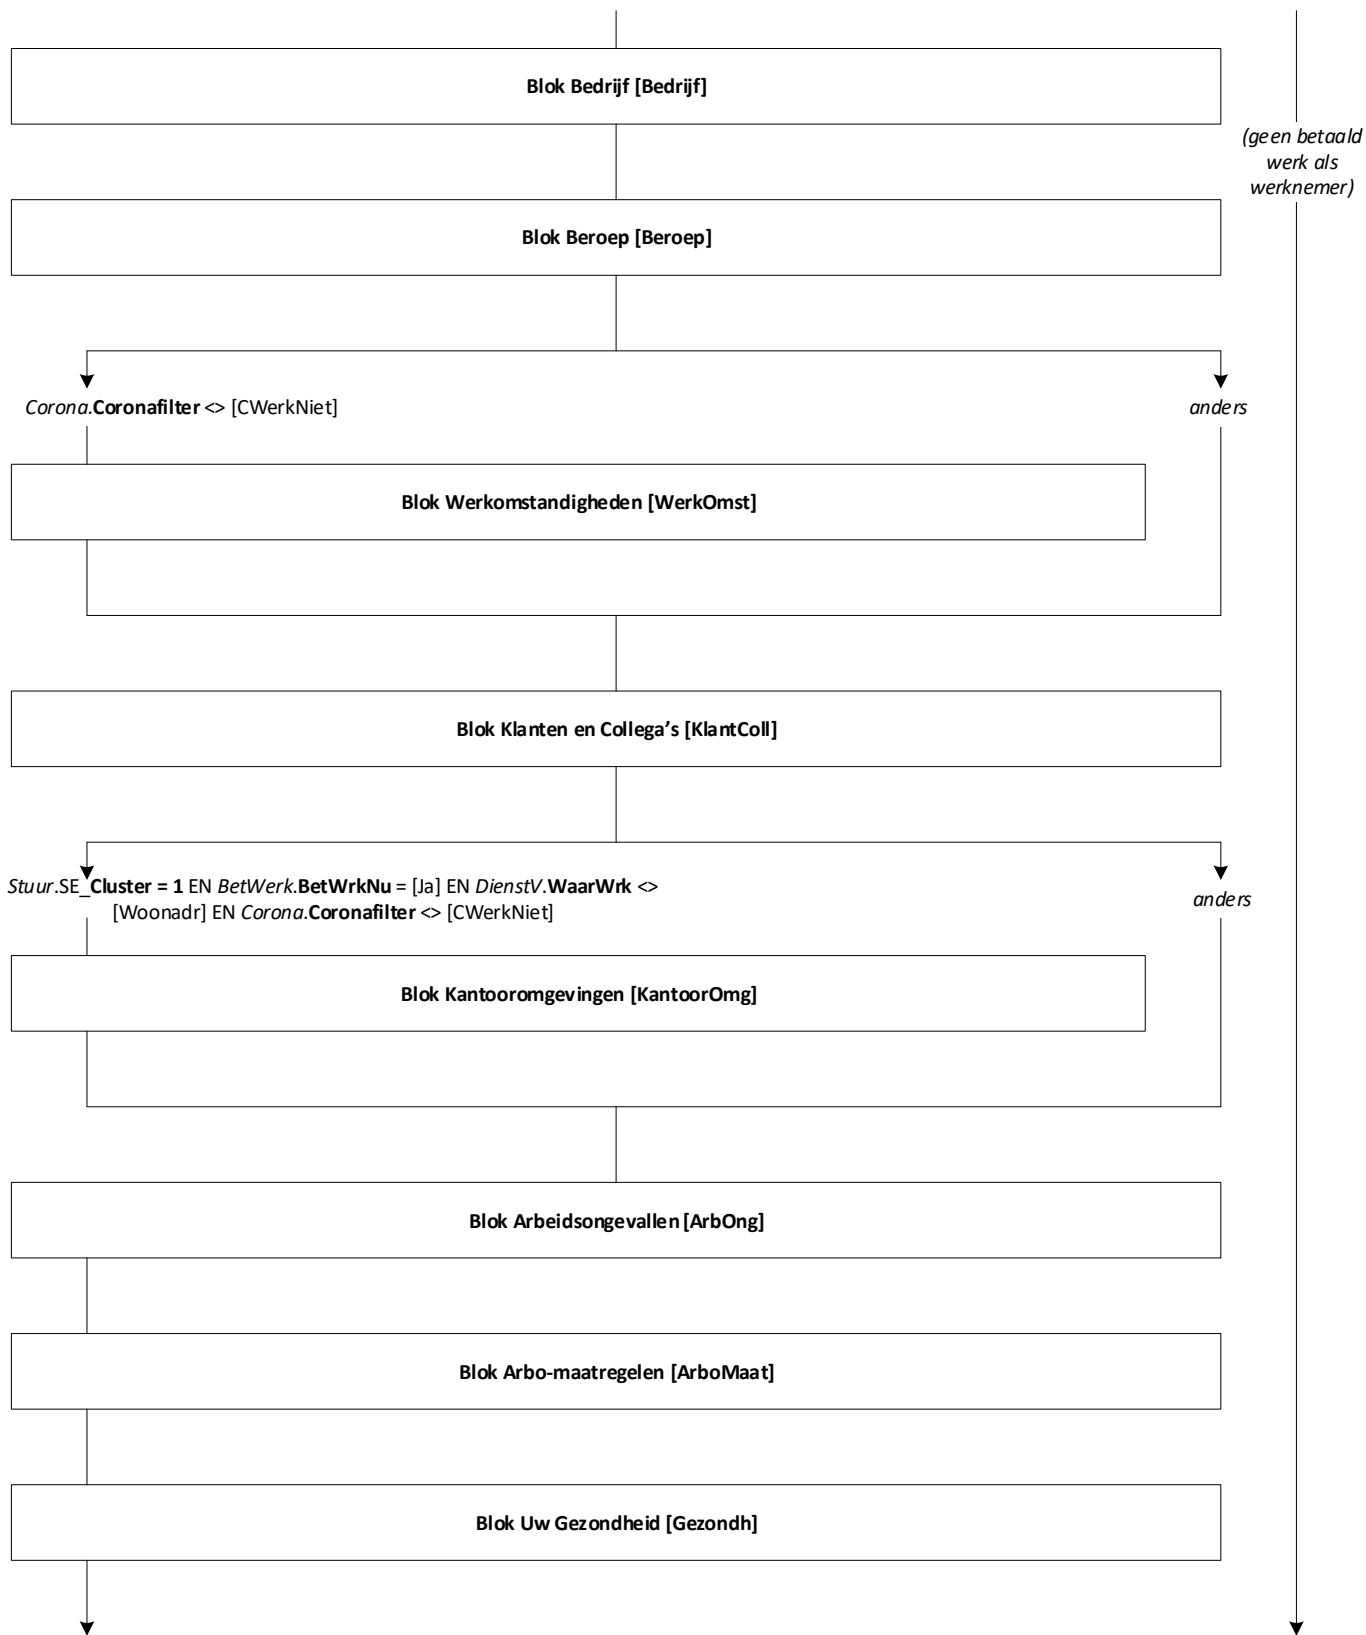 Blok Bedrijf [Bedrijf]
(geen betaald
werk als
werknemer)
Blok Beroep [Beroep]
Corona.Coronafilter <> [CWerkNiet]
anders
Blok Werkomstandigheden [WerkOmst]
Blok Klanten en Collega’s [KlantColl]
Stuur.SE_Cluster = 1 EN BetWerk.BetWrkNu = [Ja] EN DienstV.WaarWrk <>
[Woonadr] EN Corona.Coronafilter <> [CWerkNiet]
anders
Blok Kantooromgevingen [KantoorOmg]
Blok Arbeidsongevallen [ArbOng]
Blok Arbo-maatregelen [ArboMaat]
Blok Uw Gezondheid [Gezondh]